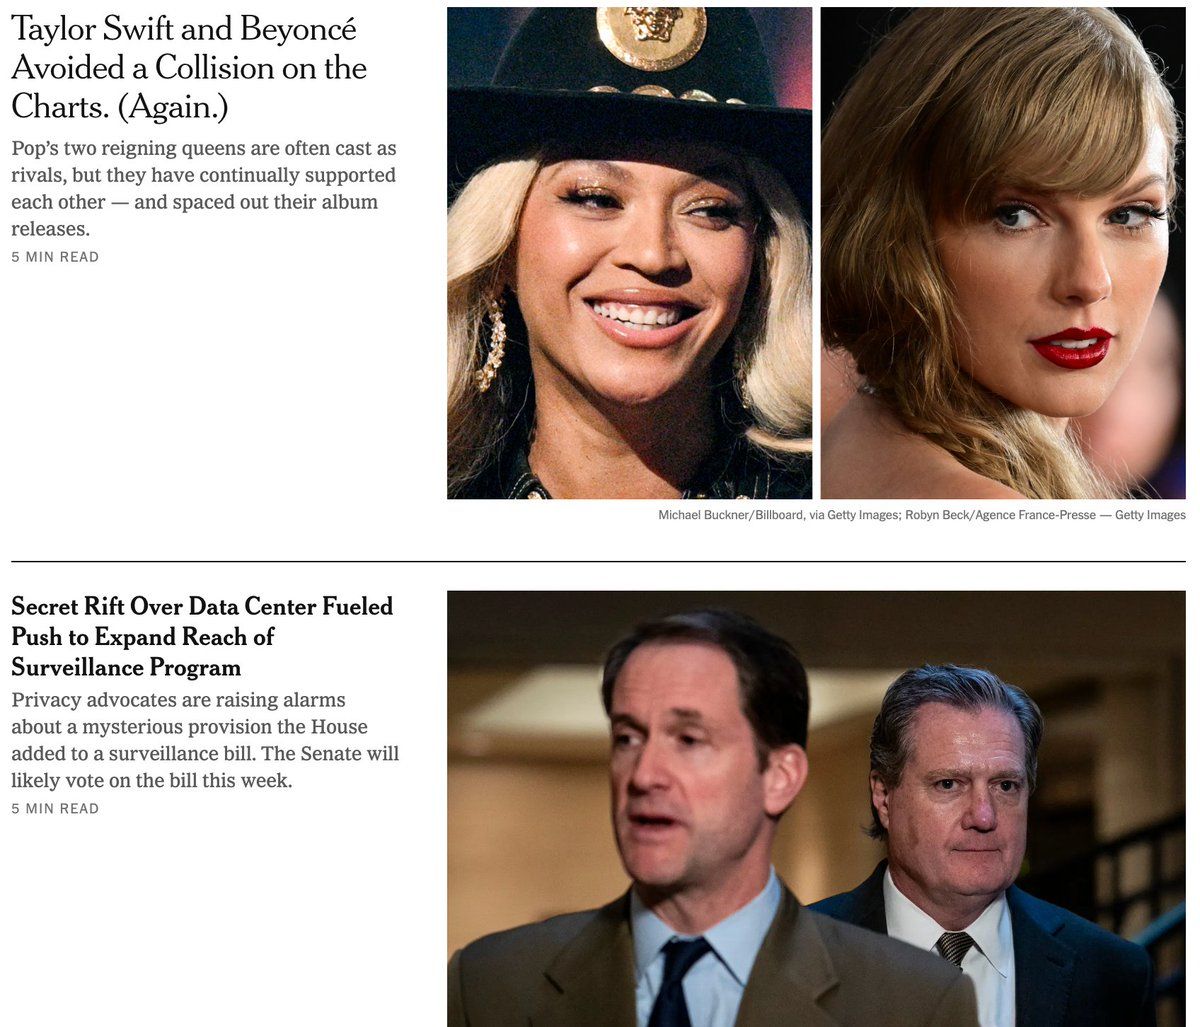 Taylor Swift and Beyoncé
Avoided a Collision on the
Charts. (Again.)
Pop’s two reigning queens are often cast as
rivals, but they have continually supported
each other — and spaced out their album
releases.
5 MIN READ
Michael Buckner/Billboard, via Getty Images; Robyn Beck/Agence France-Presse — Getty Images
Secret Rift Over Data Center Fueled
Push to Expand Reach of
Surveillance Program
Privacy advocates are raising alarms
about a mysterious provision the House
added to a surveillance bill. The Senate will
likely vote on the bill this week.
5 MIN READ